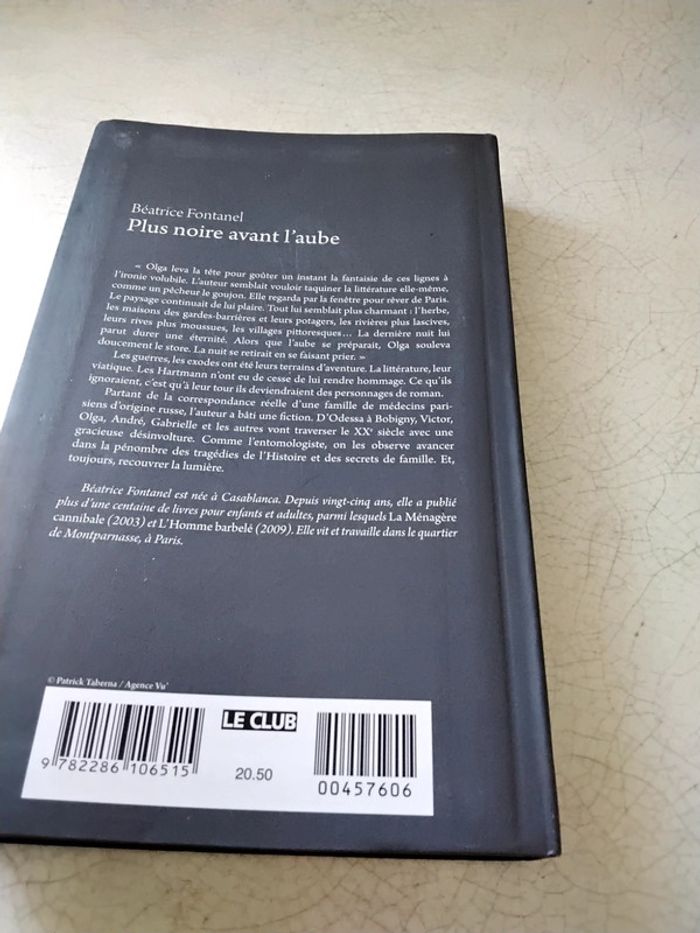 Béatrice Fontanel
Plus noire avant l'aube
« Olga leva la tête pour goûter un instant la fantaisie de ces lignes à
l'ironie volubile. L'auteur semblait vouloir taquiner la littérature elle-même,
comme un pêcheur le goujon. Elle regarda par la fenêtre pour rêver de Paris.
Le paysage continuait de lui plaire. Tout lui semblait plus charmant : l'herbe,
les maisons des gardes-barrières et leurs potagers, les rivières plus lascives,
leurs rives plus moussues, les villages pittoresques... La dernière nuit lui
parut durer une éternité. Alors que l'aube se préparait, Olga souleva
doucement le store. La nuit se retirait en se faisant prier. »
Les guerres, les exodes ont été leurs terrains d'aventure. La littérature, leur
viatique. Les Hartmann n'ont eu de cesse de lui rendre hommage. Ce qu'ils
ignoraient, c'est qu'à leur tour ils deviendraient des personnages de roman.
Partant de la correspondance réelle d'une famille de médecins pari-
siens d'origine russe, l'auteur a bâti une fiction. D'Odessa à Bobigny, Victor,
Olga, André, Gabrielle et les autres vont traverser le XXe siècle avec une
gracieuse désinvolture. Comme l'entomologiste, on les observe avancer
dans la pénombre des tragédies de l'Histoire et des secrets de famille. Et,
toujours, recouvrer la lumière.
Béatrice Fontanel est née à Casablanca. Depuis vingt-cinq ans, elle a publié
plus d'une centaine de livres pour enfants et adultes, parmi lesquels La Ménagère
cannibale (2003) et L'Homme barbelé (2009). Elle vit et travaille dans le quartier
de Montparnasse, à Paris.
© Patrick Taberna / Agence Vu'
LE CLUB
9 782286 106515
20.50
00457606